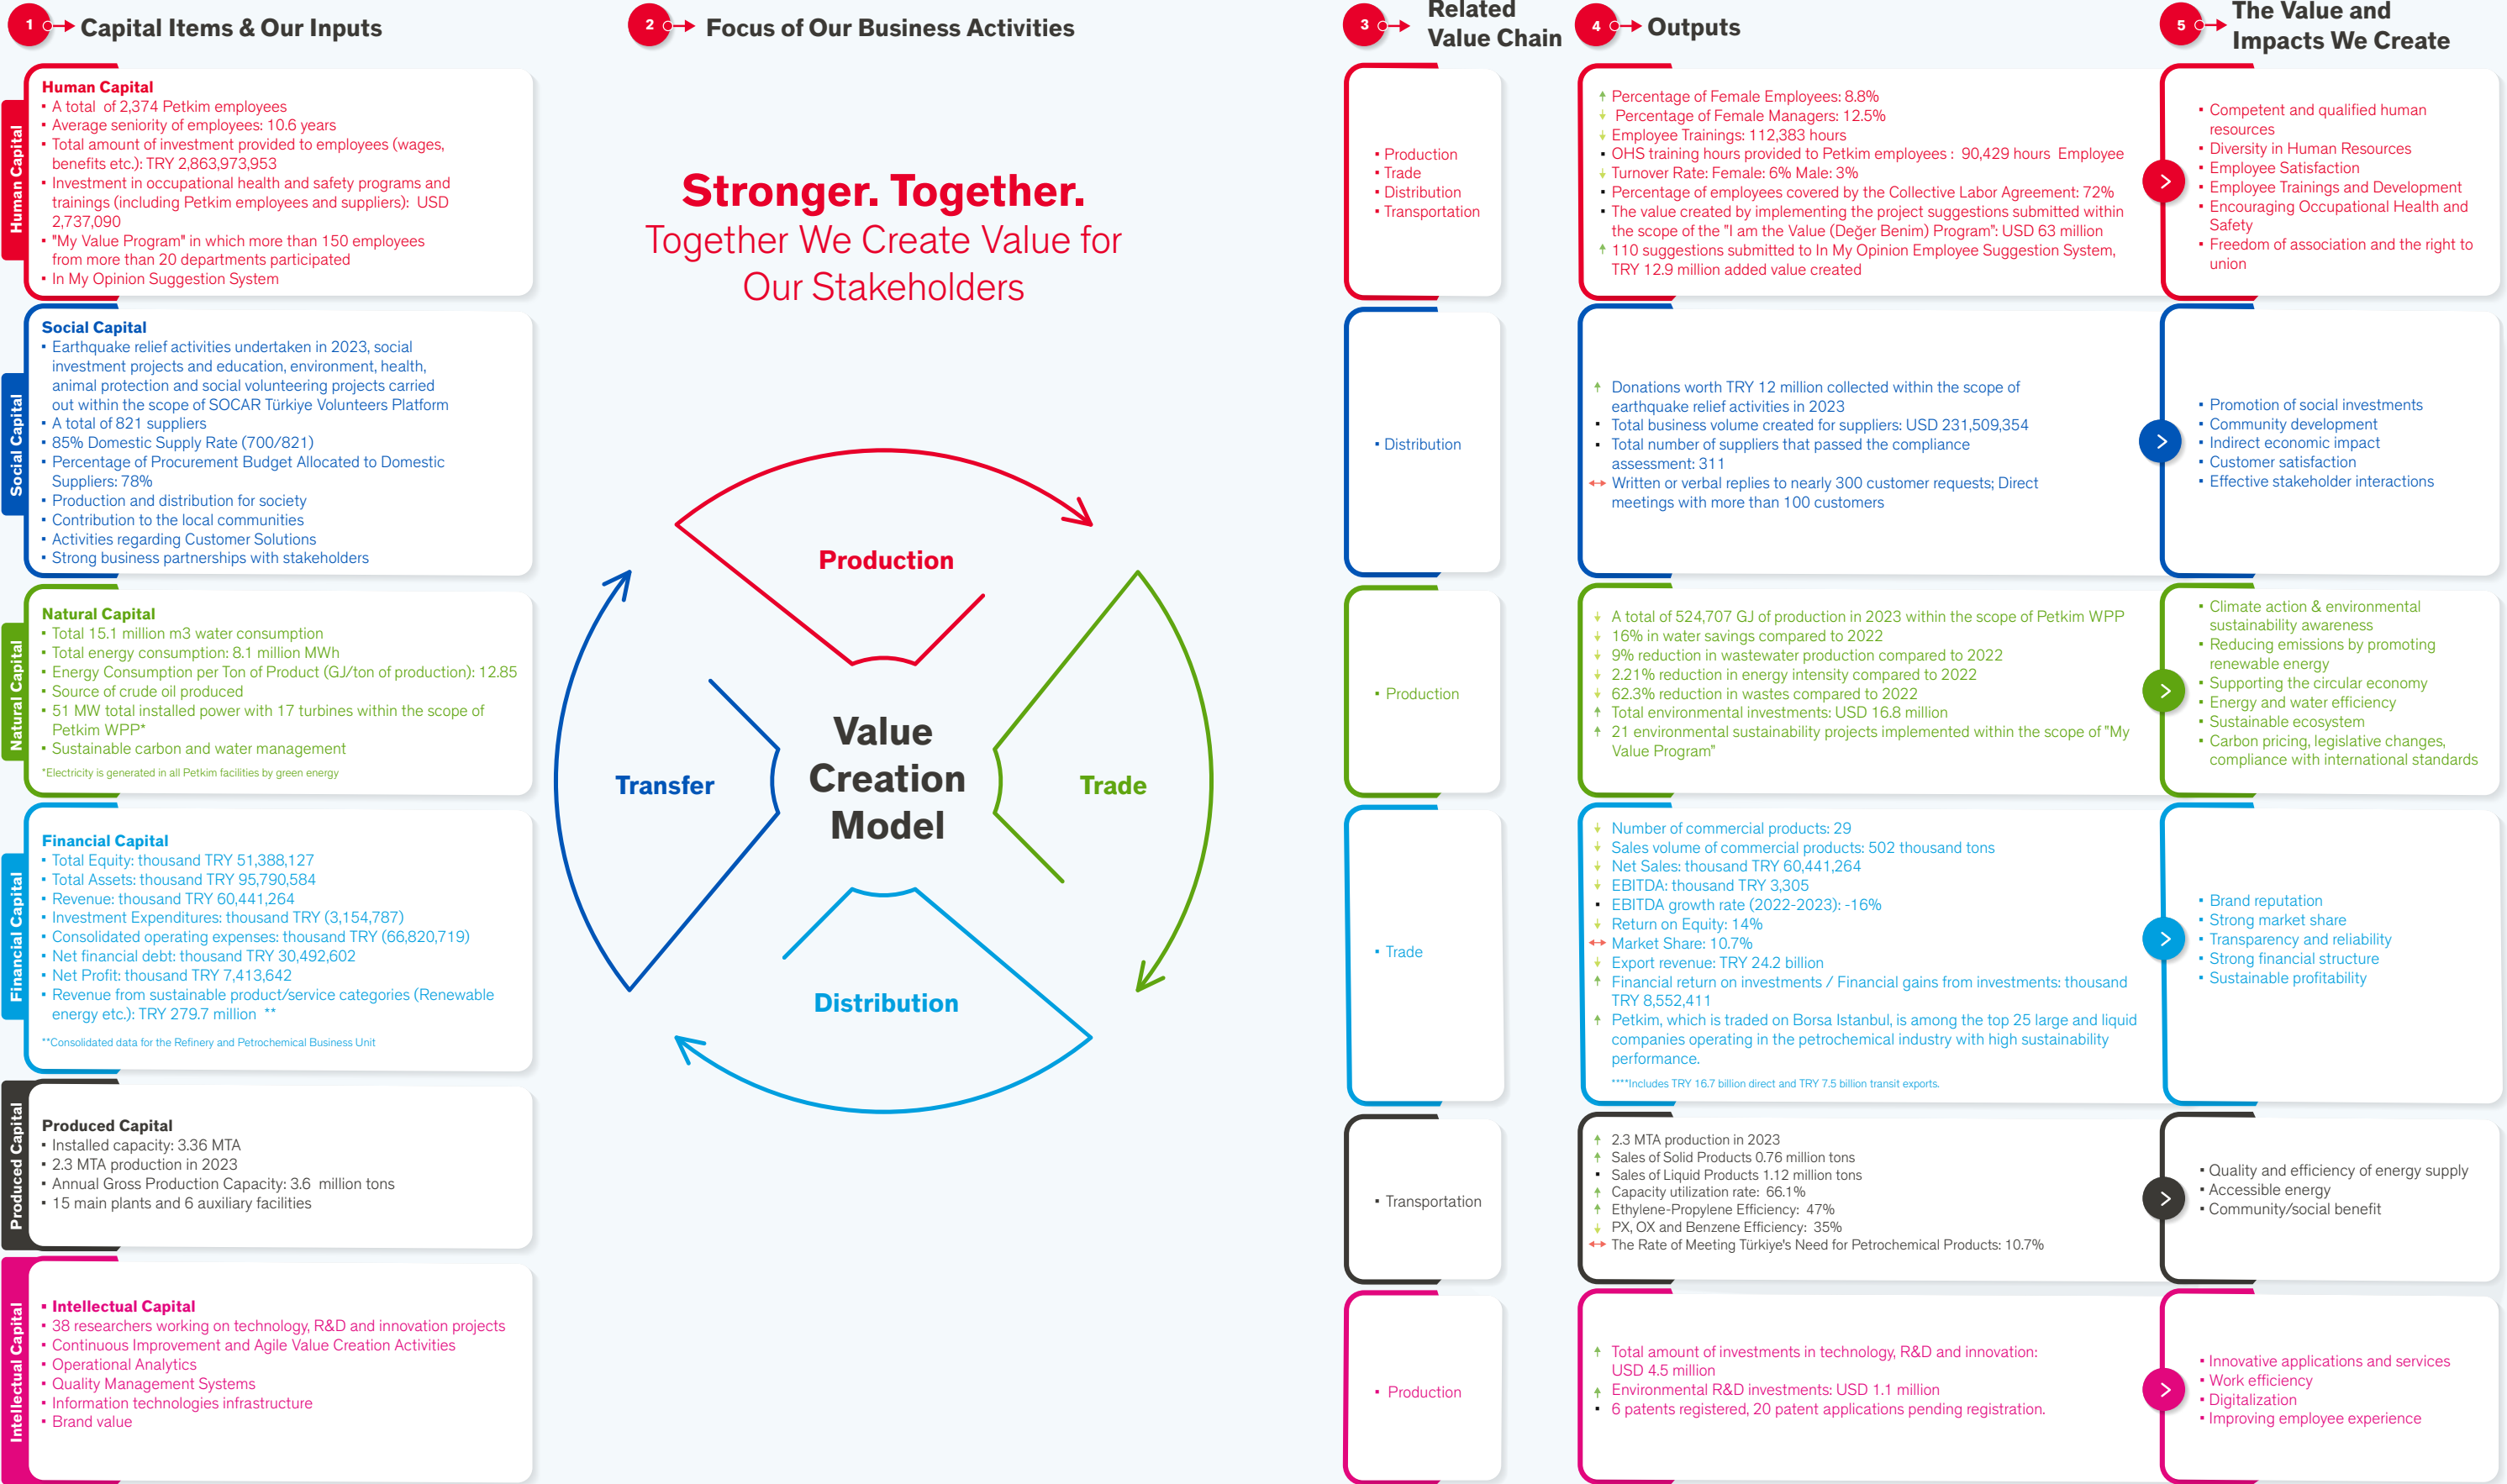 1 Capital Items & Our Inputs
Human Capital
Human Capital
▪ A total of 2,374 Petkim employees
▪ Average seniority of employees: 10.6 years
▪ Total amount of investment provided to employees (wages,
benefits etc.): TRY 2,863,973,953
▪ Investment in occupational health and safety programs and
trainings (including Petkim employees and suppliers): USD
2,737,090
▪ "My Value Program" in which more than 150 employees
from more than 20 departments participated
▪ In My Opinion Suggestion System
Social Capital
Social Capital
▪ Earthquake relief activities undertaken in 2023, social
investment projects and education, environment, health,
animal protection and social volunteering projects carried
out within the scope of SOCAR Türkiye Volunteers Platform
▪ A total of 821 suppliers
▪ 85% Domestic Supply Rate (700/821)
▪ Percentage of Procurement Budget Allocated to Domestic
Suppliers: 78%
▪ Production and distribution for society
▪ Contribution to the local communities
▪ Activities regarding Customer Solutions
▪ Strong business partnerships with stakeholders
Natural Capital
Natural Capital
▪ Total 15.1 million m3 water consumption
▪ Total energy consumption: 8.1 million MWh
▪ Energy Consumption per Ton of Product (GJ/ton of production): 12.85
▪ Source of crude oil produced
▪ 51 MW total installed power with 17 turbines within the scope of
Petkim WPP*
▪ Sustainable carbon and water management
*Electricity is generated in all Petkim facilities by green energy
Financial Capital
Financial Capital
▪ Total Equity: thousand TRY 51,388,127
▪ Total Assets: thousand TRY 95,790,584
▪ Revenue: thousand TRY 60,441,264
▪ Investment Expenditures: thousand TRY (3,154,787)
▪ Consolidated operating expenses: thousand TRY (66,820,719)
▪ Net financial debt: thousand TRY 30,492,602
▪ Net Profit: thousand TRY 7,413,642
▪ Revenue from sustainable product/service categories (Renewable
energy etc.): TRY 279.7 million **
**Consolidated data for the Refinery and Petrochemical Business Unit
Produced Capital
Produced Capital
▪ Installed capacity: 3.36 MTA
▪ 2.3 MTA production in 2023
▪ Annual Gross Production Capacity: 3.6 million tons
▪ 15 main plants and 6 auxiliary facilities
Intellectual Capital
▪ Intellectual Capital
▪ 38 researchers working on technology, R&D and innovation projects
▪ Continuous Improvement and Agile Value Creation Activities
▪ Operational Analytics
▪ Quality Management Systems
▪ Information technologies infrastructure
▪ Brand value
2 Focus of Our Business Activities
Stronger. Together.
Together We Create Value for
Our Stakeholders
Production
Transfer
Value
Creation
Model
Trade
Distribution
3 Related
Value Chain
▪ Production
▪ Trade
▪ Distribution
▪ Transportation
▪ Distribution
▪ Production
▪ Trade
▪ Transportation
▪ Production
4 Outputs
↑ Percentage of Female Employees: 8.8%
↓ Percentage of Female Managers: 12.5%
↓ Employee Trainings: 112,383 hours
▪ OHS training hours provided to Petkim employees : 90,429 hours Employee
↓ Turnover Rate: Female: 6% Male: 3%
▪ Percentage of employees covered by the Collective Labor Agreement: 72%
▪ The value created by implementing the project suggestions submitted within
the scope of the "I am the Value (Değer Benim) Program": USD 63 million
↑ 110 suggestions submitted to In My Opinion Employee Suggestion System,
TRY 12.9 million added value created
↑ Donations worth TRY 12 million collected within the scope of
earthquake relief activities in 2023
▪ Total business volume created for suppliers: USD 231,509,354
▪ Total number of suppliers that passed the compliance
assessment: 311
↔ Written or verbal replies to nearly 300 customer requests; Direct
meetings with more than 100 customers
↓ A total of 524,707 GJ of production in 2023 within the scope of Petkim WPP
↓ 16% in water savings compared to 2022
↓ 9% reduction in wastewater production compared to 2022
↓ 2.21% reduction in energy intensity compared to 2022
↓ 62.3% reduction in wastes compared to 2022
↑ Total environmental investments: USD 16.8 million
↑ 21 environmental sustainability projects implemented within the scope of "My
Value Program"
↓ Number of commercial products: 29
↓ Sales volume of commercial products: 502 thousand tons
↓ Net Sales: thousand TRY 60,441,264
↓ EBITDA: thousand TRY 3,305
▪ EBITDA growth rate (2022-2023): -16%
↓ Return on Equity: 14%
↔ Market Share: 10.7%
↓ Export revenue: TRY 24.2 billion
↑ Financial return on investments / Financial gains from investments: thousand
TRY 8,552,411
↑ Petkim, which is traded on Borsa Istanbul, is among the top 25 large and liquid
companies operating in the petrochemical industry with high sustainability
performance.
****Includes TRY 16.7 billion direct and TRY 7.5 billion transit exports.
↑ 2.3 MTA production in 2023
↑ Sales of Solid Products 0.76 million tons
▪ Sales of Liquid Products 1.12 million tons
↑ Capacity utilization rate: 66.1%
↑ Ethylene-Propylene Efficiency: 47%
↓ PX, OX and Benzene Efficiency: 35%
↔ The Rate of Meeting Türkiye's Need for Petrochemical Products: 10.7%
↑ Total amount of investments in technology, R&D and innovation:
USD 4.5 million
↑ Environmental R&D investments: USD 1.1 million
▪ 6 patents registered, 20 patent applications pending registration.
5 The Value and
Impacts We Create
▪ Competent and qualified human
resources
▪ Diversity in Human Resources
▪ Employee Satisfaction
▪ Employee Trainings and Development
▪ Encouraging Occupational Health and
Safety
▪ Freedom of association and the right to
union
▪ Promotion of social investments
▪ Community development
▪ Indirect economic impact
▪ Customer satisfaction
▪ Effective stakeholder interactions
▪ Climate action & environmental
sustainability awareness
▪ Reducing emissions by promoting
renewable energy
▪ Supporting the circular economy
▪ Energy and water efficiency
▪ Sustainable ecosystem
▪ Carbon pricing, legislative changes,
compliance with international standards
▪ Brand reputation
▪ Strong market share
▪ Transparency and reliability
▪ Strong financial structure
▪ Sustainable profitability
▪ Quality and efficiency of energy supply
▪ Accessible energy
▪ Community/social benefit
▪ Innovative applications and services
▪ Work efficiency
▪ Digitalization
▪ Improving employee experience